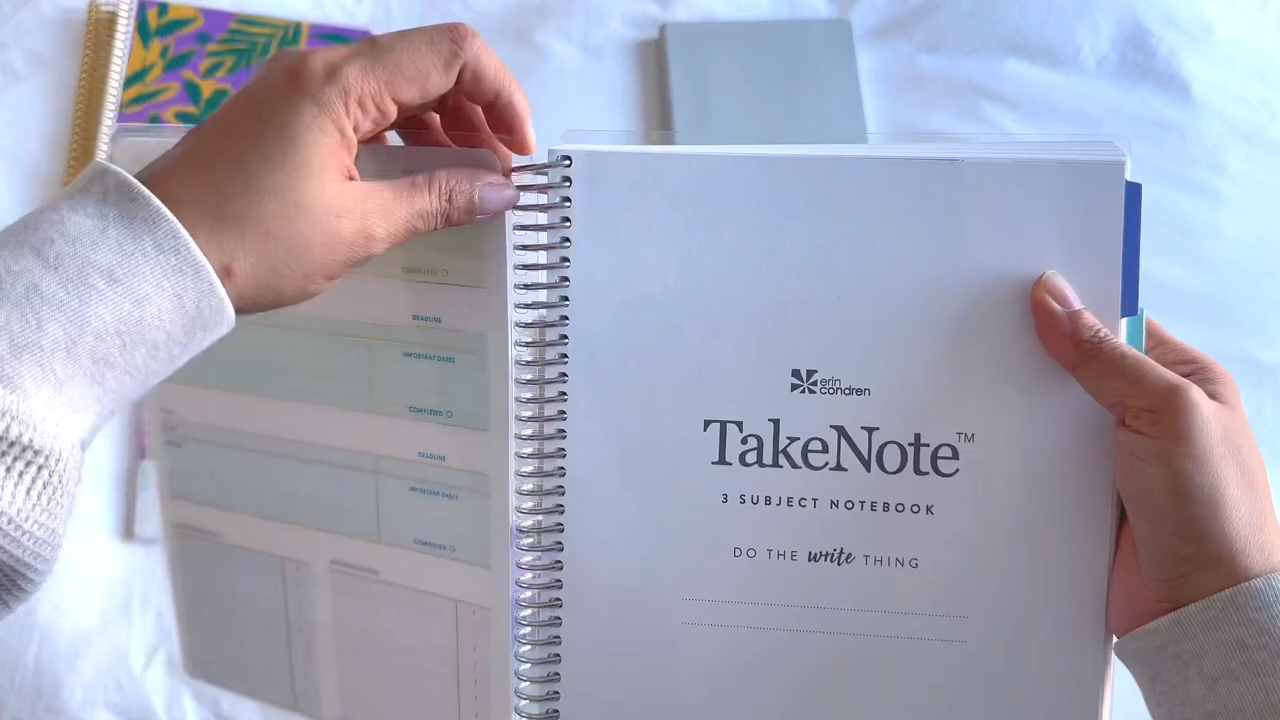 DEADLINE
IMPORTANT DATES
COMPLETED
DEADLINE
IMPORTANT DATES
COMPLETED
erin
condren
TakeNote™
3 SUBJECT NOTEBOOK
DO THE write THING